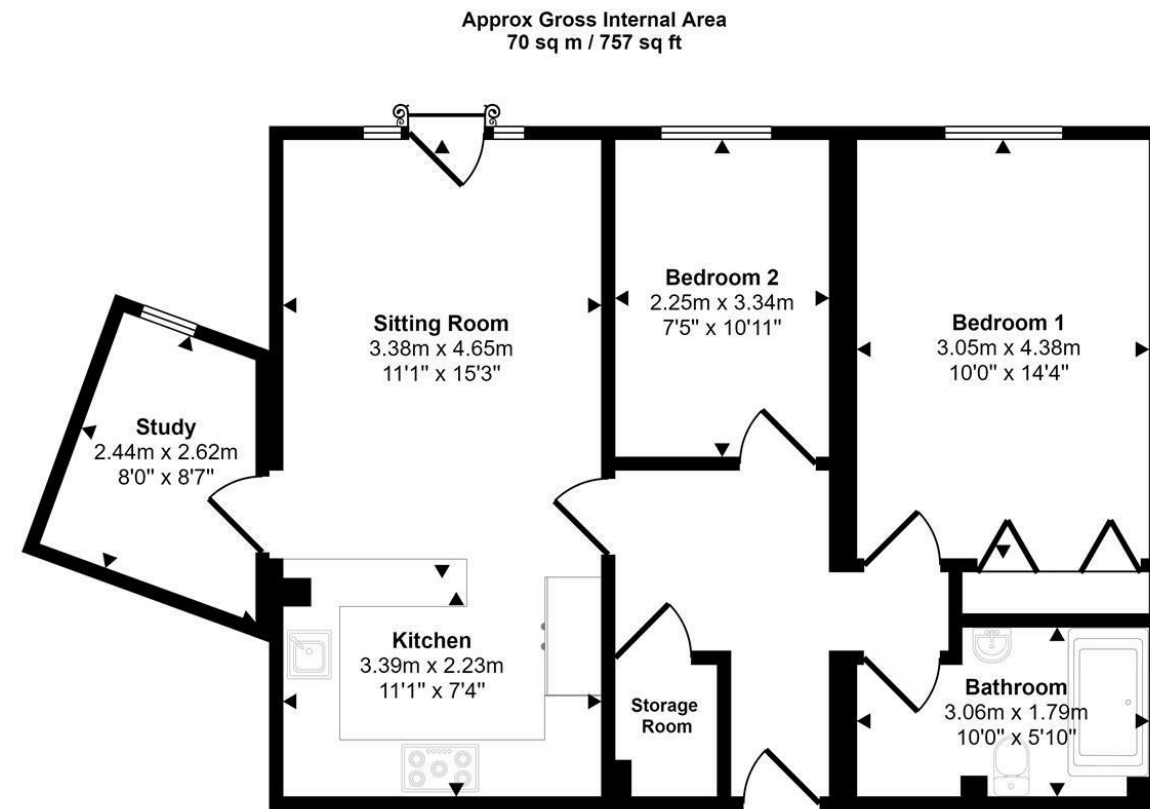 Approx Gross Internal Area
70 sq m / 757 sq ft
Sitting Room
3.38m x 4.65m
11'1" x 15'3"
Bedroom 2
2.25m x 3.34m
7'5" x 10'11"
Bedroom 1
3.05m x 4.38m
10'0" x 14'4"
Study
2.44m x 2.62m
8'0" x 8'7"
Kitchen
3.39m x 2.23m
11'1" x 7'4"
Storage
Room
Bathroom
3.06m x 1.79m
10'0" x 5'10"